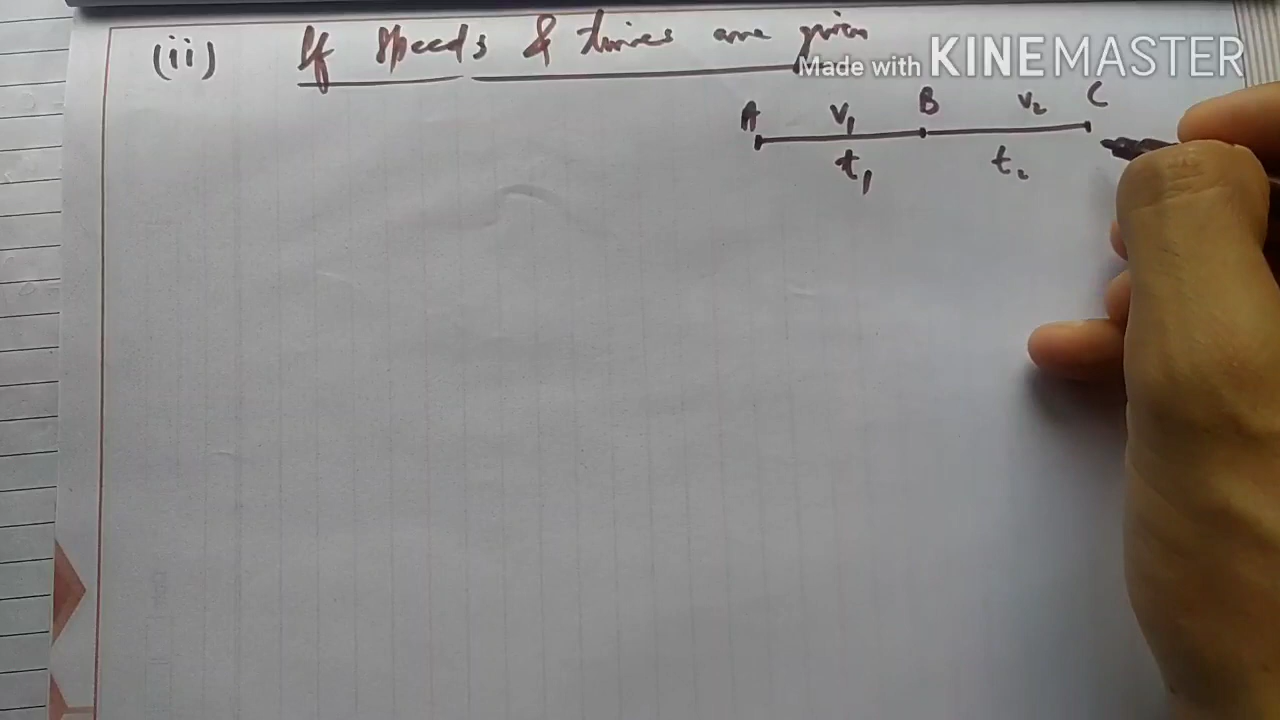 (ii) If speeds & times are given
Made with KINEMASTER
A V₁ B V₂ C
t₁ t₂